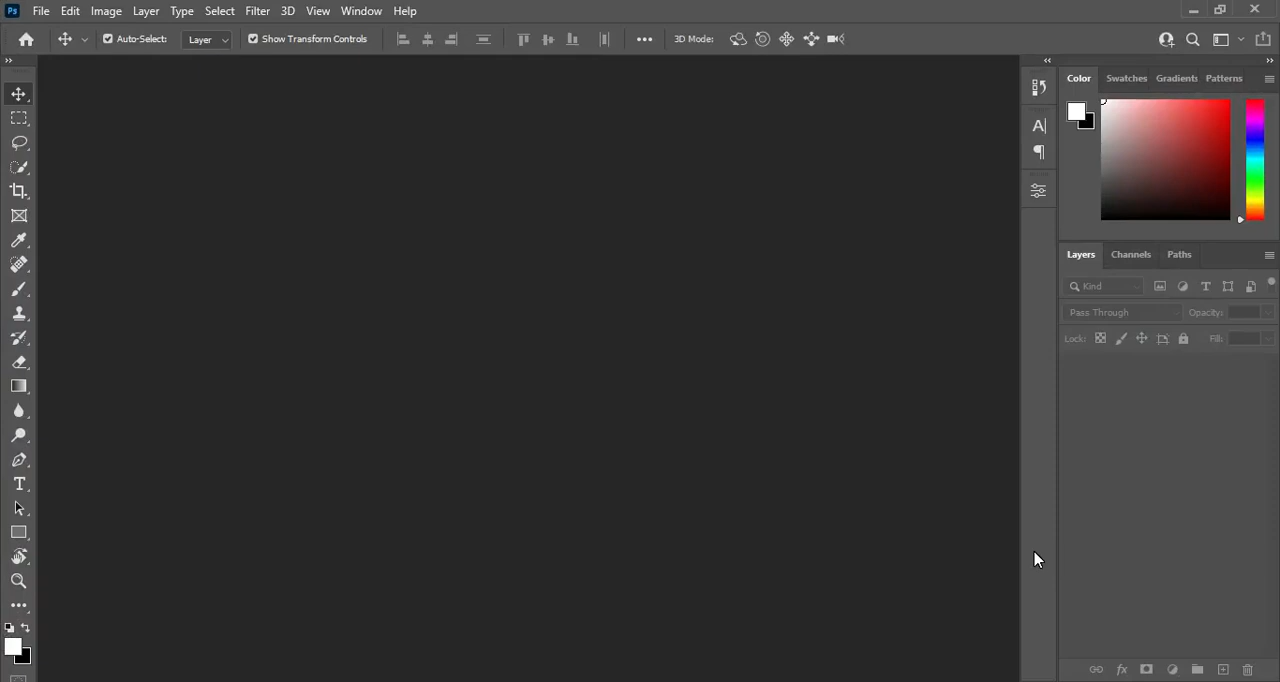 Ps File Edit Image Layer Type Select Filter 3D View Window Help
Auto-Select: Layer Show Transform Controls 3D Mode:
Color Swatches Gradients Patterns
Layers Channels Paths
Kind
Pass Through Opacity:
Lock: Fill: